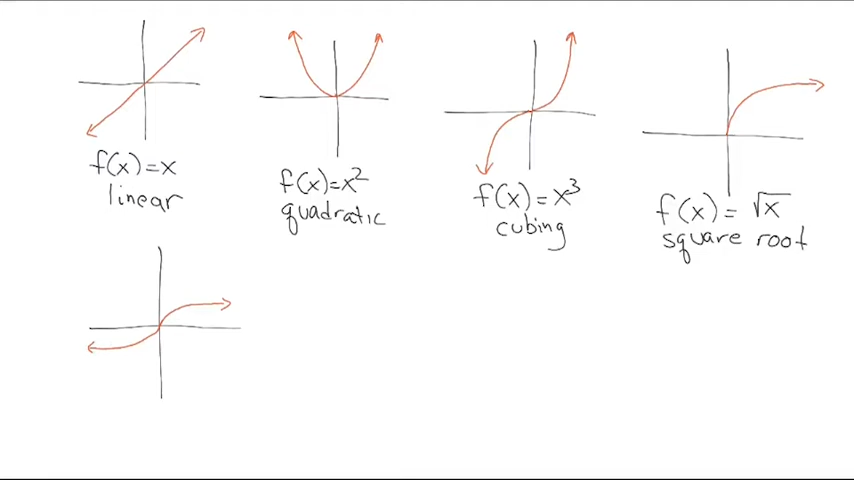 f(x)=x
linear
f(x)=x²
quadratic
f(x)=x³
cubing
f(x)=√x
square root